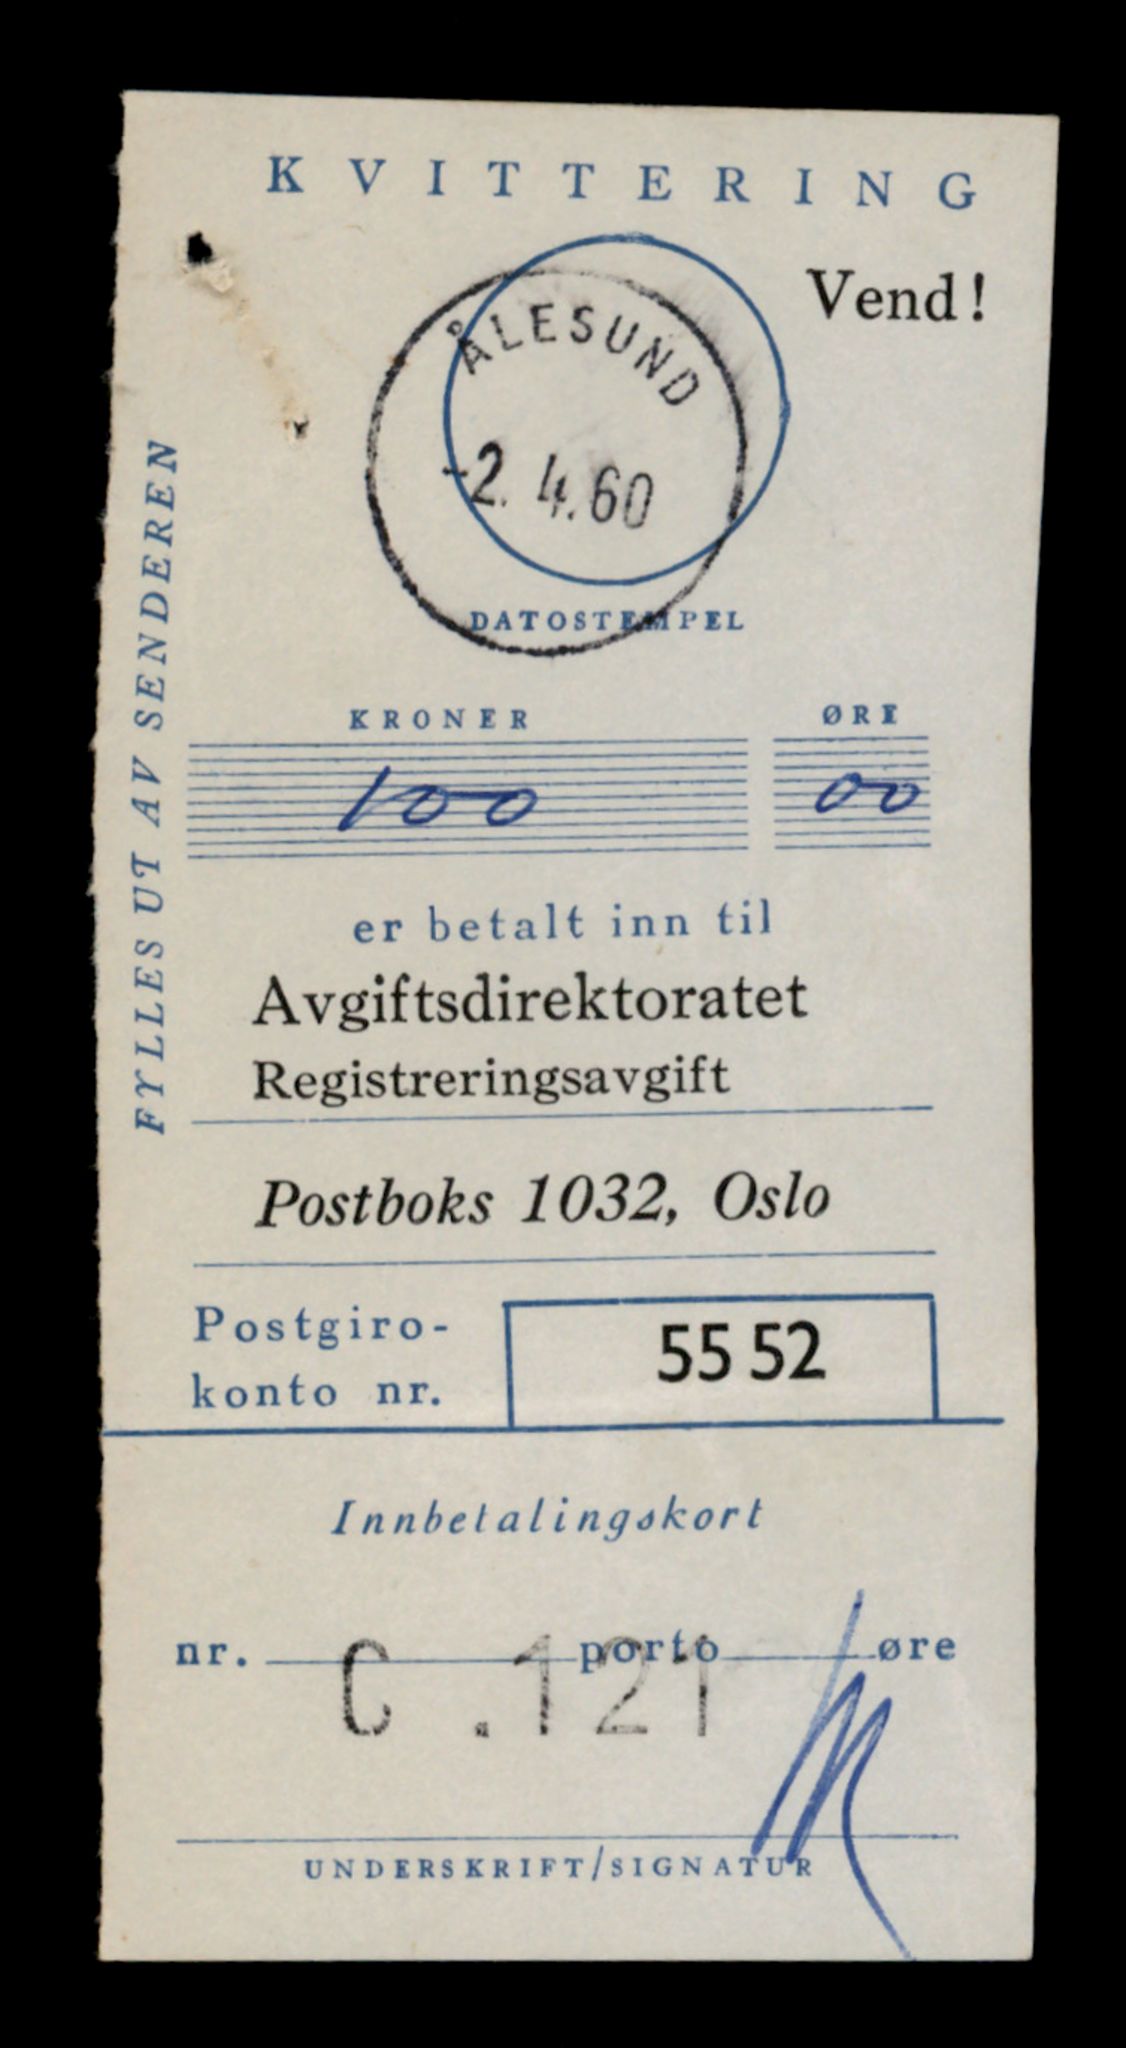 KVITTERING
Vend!
ÅLESUND
-2. 4. 60
DATOSTEMPEL
FYLLES UT AV SENDEREN
KRONER ØRE
100 00
er betalt inn til
Avgiftsdirektoratet
Registreringsavgift
Postboks 1032, Oslo
Postgiro-
konto nr.
55 52
Innbetalingskort
nr. porto øre
C .121
UNDERSKRIFT/SIGNATUR